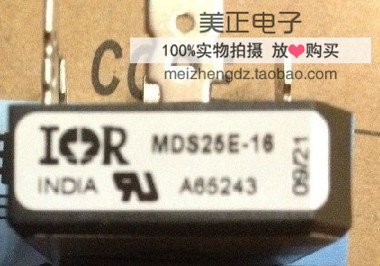 美正电子
100%实物拍摄 放❤购买
meizhengdz.taobao.com
IOR MDS25E-16
INDIA A65243
09/21